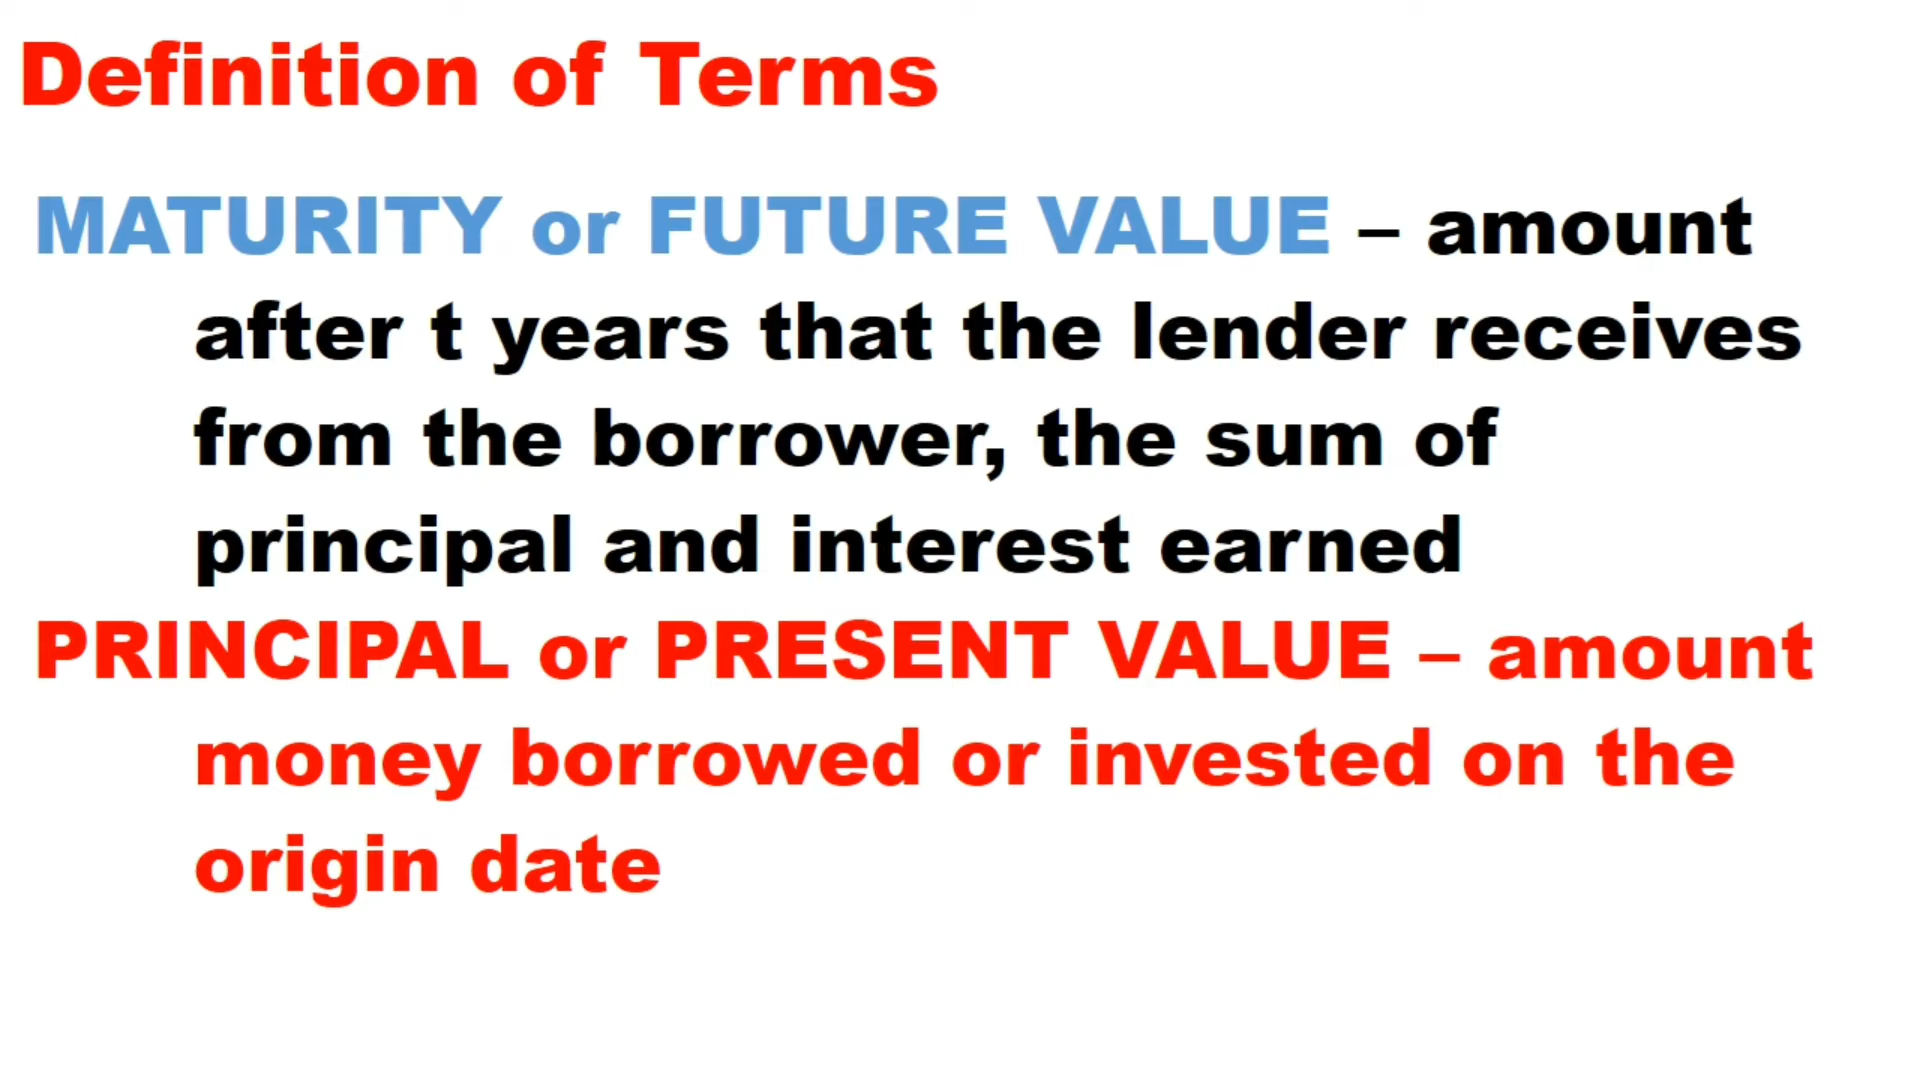 Definition of Terms
MATURITY or FUTURE VALUE – amount
after t years that the lender receives
from the borrower, the sum of
principal and interest earned
PRINCIPAL or PRESENT VALUE – amount
money borrowed or invested on the
origin date